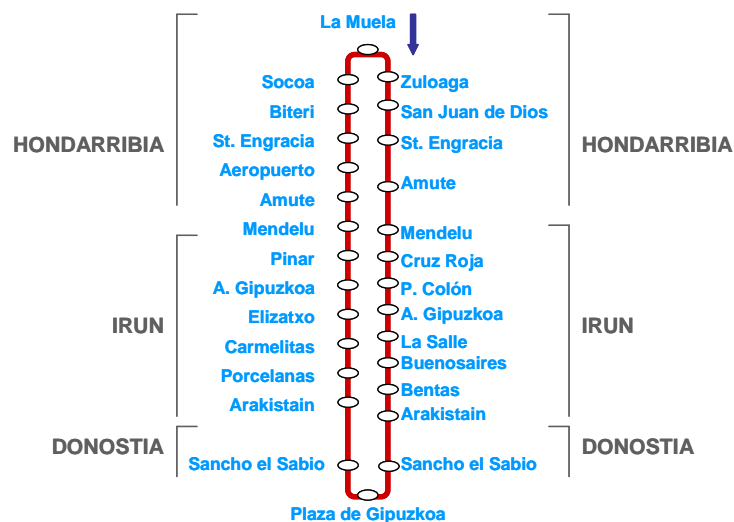 La Muela
Socoa
Zuloaga
Biteri
San Juan de Dios
HONDARRIBIA
St. Engracia
St. Engracia
HONDARRIBIA
Aeropuerto
Amute
Amute
Mendelu
Mendelu
Pinar
Cruz Roja
A. Gipuzkoa
P. Colón
Elizatxo
A. Gipuzkoa
IRUN
IRUN
Carmelitas
La Salle
Buenosaires
Porcelanas
Bentas
Arakistain
Arakistain
DONOSTIA
DONOSTIA
Sancho el Sabio
Sancho el Sabio
Plaza de Gipuzkoa